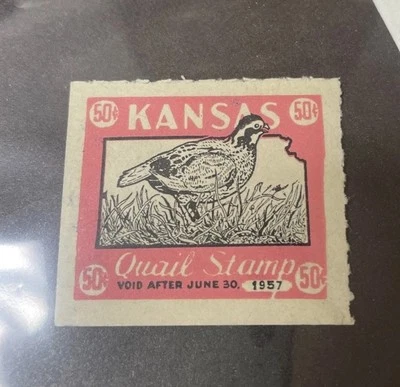 50¢ KANSAS 50¢
Quail Stamp
50¢ VOID AFTER JUNE 30, 1957 50¢